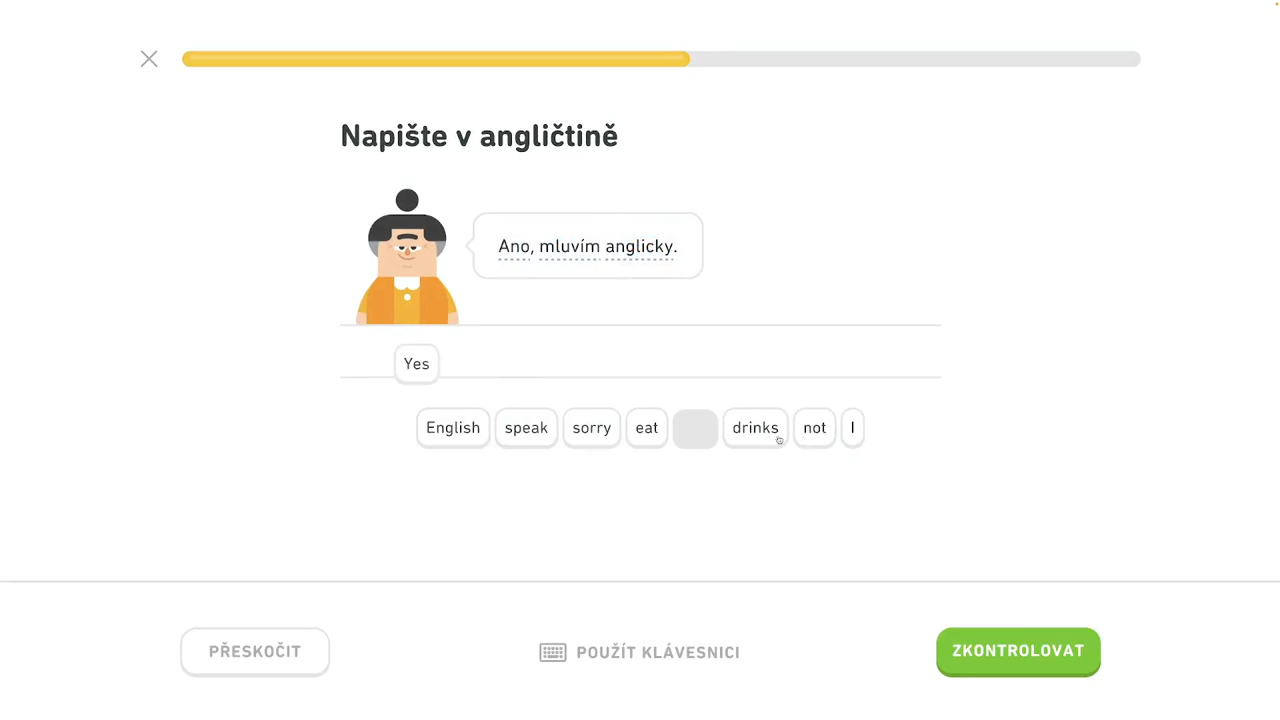 Napište v angličtině
Ano, mluvím anglicky.
Yes
English speak sorry eat drinks not I
PŘESKOČIT POUŽÍT KLÁVESNICI ZKONTROLOVAT